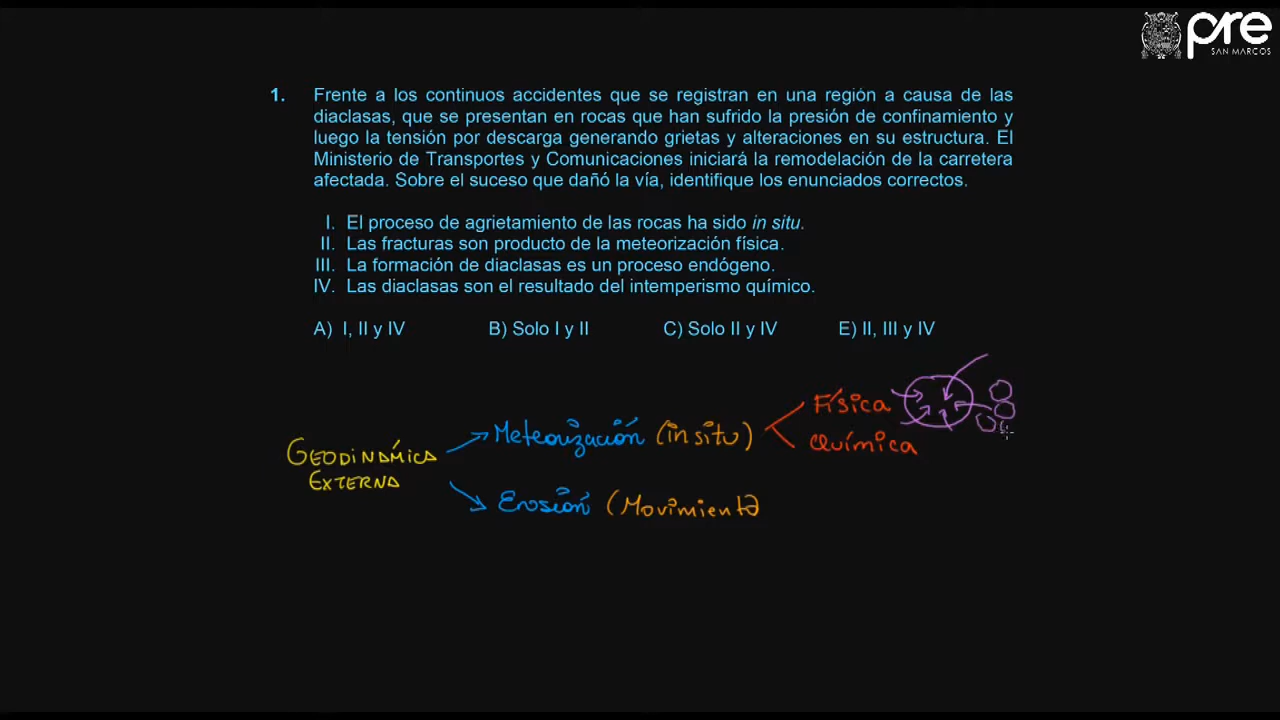 pre
SAN MARCOS
1. Frente a los continuos accidentes que se registran en una región a causa de las
diaclasas, que se presentan en rocas que han sufrido la presión de confinamiento y
luego la tensión por descarga generando grietas y alteraciones en su estructura. El
Ministerio de Transportes y Comunicaciones iniciará la remodelación de la carretera
afectada. Sobre el suceso que dañó la vía, identifique los enunciados correctos.
I. El proceso de agrietamiento de las rocas ha sido in situ.
II. Las fracturas son producto de la meteorización física.
III. La formación de diaclasas es un proceso endógeno.
IV. Las diaclasas son el resultado del intemperismo químico.
A) I, II y IV B) Solo I y II C) Solo II y IV E) II, III y IV
Física
Meteorización (in situ)
Química
GEODINÁMICA
EXTERNA
Erosión (Movimiento